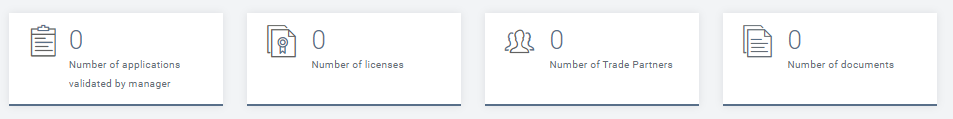 0
Number of applications
validated by manager
0
Number of licenses
0
Number of Trade Partners
0
Number of documents